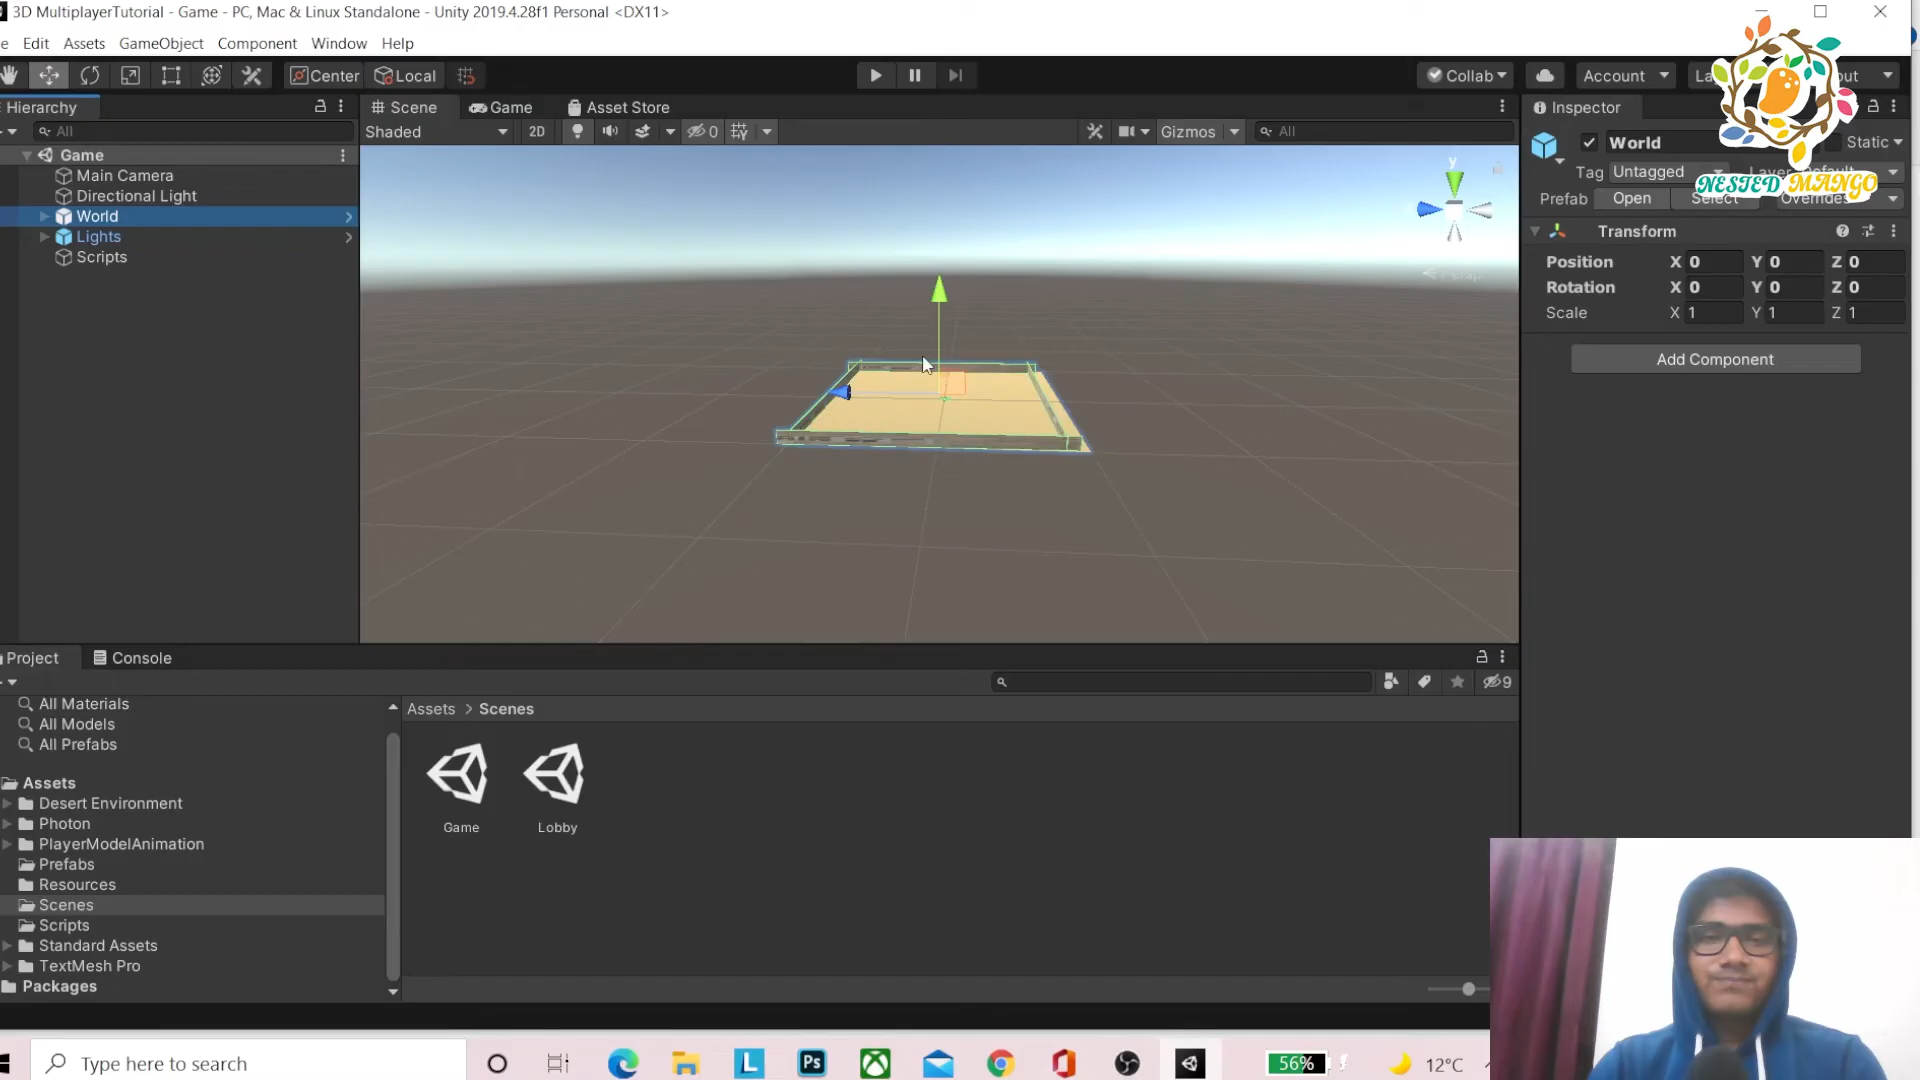 3D MultiplayerTutorial - Game - PC, Mac & Linux Standalone - Unity 2019.4.28f1 Personal <DX11>
Edit Assets GameObject Component Window Help
Center Local Collab Account
Hierarchy Scene Game Asset Store Inspector
All Shaded 2D 0 Gizmos All
Game
Main Camera
Directional Light
World
Lights
Scripts
y
World Static
Tag Untagged Layer Default
NESTED MANGO
Prefab Open Select Overrides
Transform
Position X 0 Y 0 Z 0
Rotation X 0 Y 0 Z 0
Scale X 1 Y 1 Z 1
Add Component
Project Console
9
All Materials
All Models
All Prefabs
Assets > Scenes
Assets
Desert Environment
Photon
PlayerModelAnimation
Prefabs
Resources
Scenes
Scripts
Standard Assets
TextMesh Pro
Packages
Game Lobby
Type here to search L Ps 56% 12°C